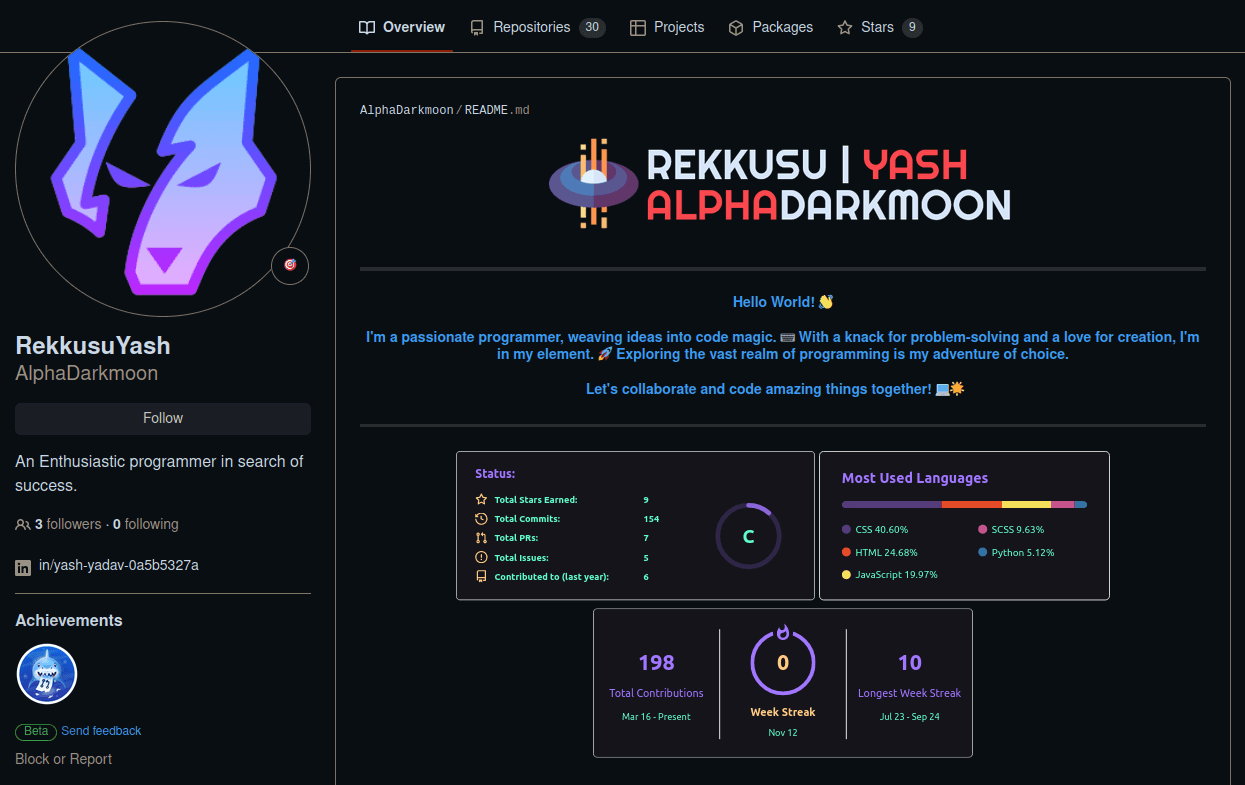 Overview
Repositories 30
Projects
Packages
Stars 9
AlphaDarkmoon/README.md
REKKUSU | YASH
ALPHADARKMOON
Hello World! 👋
I'm a passionate programmer, weaving ideas into code magic. ⌨️ With a knack for problem-solving and a love for creation, I'm
in my element. 🚀 Exploring the vast realm of programming is my adventure of choice.
Let's collaborate and code amazing things together! 💻🌟
RekkusuYash
AlphaDarkmoon
Follow
An Enthusiastic programmer in search of
success.
3 followers · 0 following
in/yash-yadav-0a5b5327a
Achievements
Beta Send feedback
Block or Report
Status:
Total Stars Earned: 9
Total Commits: 154
Total PRs: 7
Total Issues: 5
Contributed to (last year): 6
C
Most Used Languages
CSS 40.60%
HTML 24.68%
JavaScript 19.97%
SCSS 9.63%
Python 5.12%
198
Total Contributions
Mar 16 - Present
0
Week Streak
Nov 12
10
Longest Week Streak
Jul 23 - Sep 24